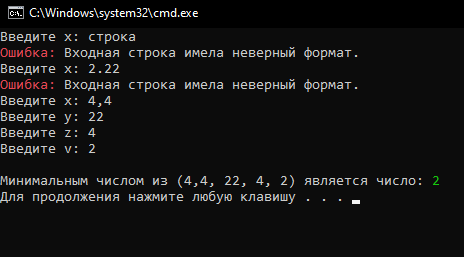 C:\Windows\system32\cmd.exe
Введите x: строка
Ошибка: Входная строка имела неверный формат.
Введите x: 2.22
Ошибка: Входная строка имела неверный формат.
Введите x: 4,4
Введите y: 22
Введите z: 4
Введите v: 2
Минимальным числом из (4,4, 22, 4, 2) является число: 2
Для продолжения нажмите любую клавишу . . .